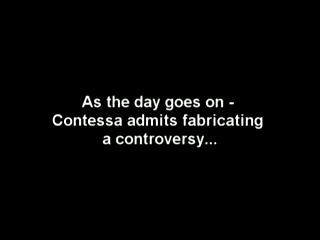 As the day goes on -
Contessa admits fabricating
a controversy...